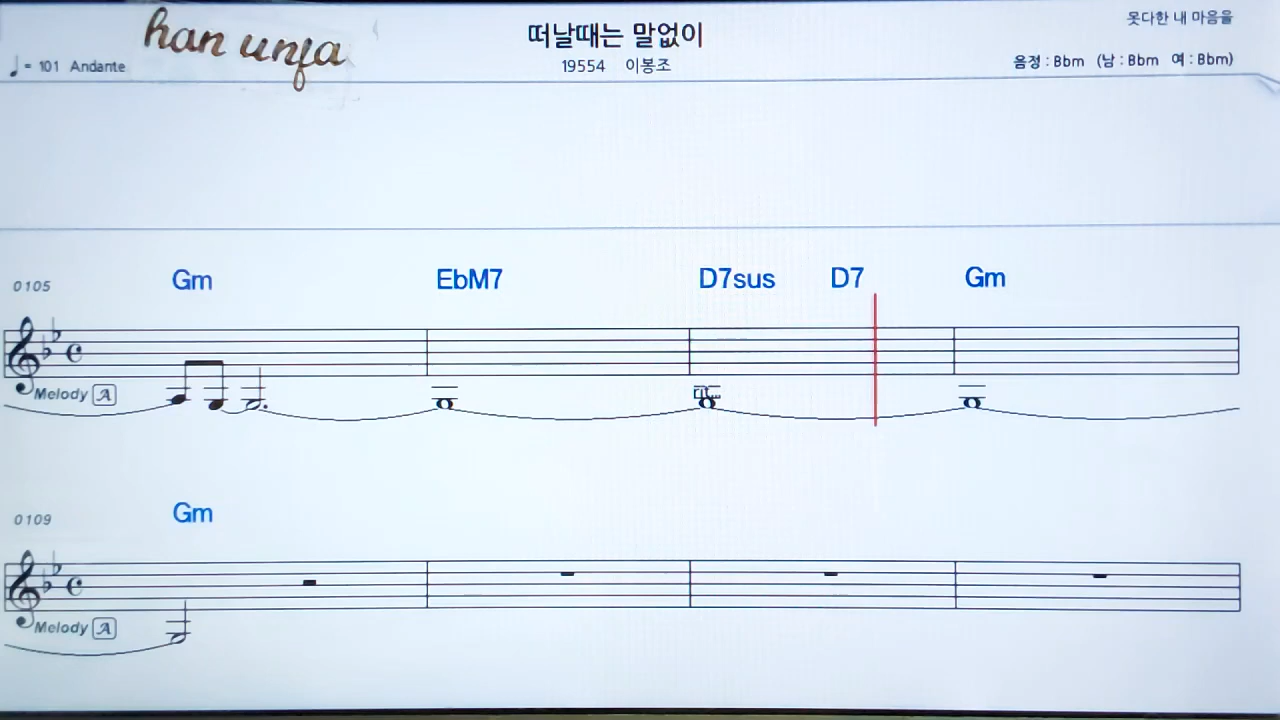 han unfa
떠날때는 말없이
못다한 내 마음을
♩= 101 Andante
19554 이봉조
음정 : Bbm (남 : Bbm 여 : Bbm)
0105 Gm EbM7 D7sus D7 Gm
Melody A
0109 Gm
Melody A